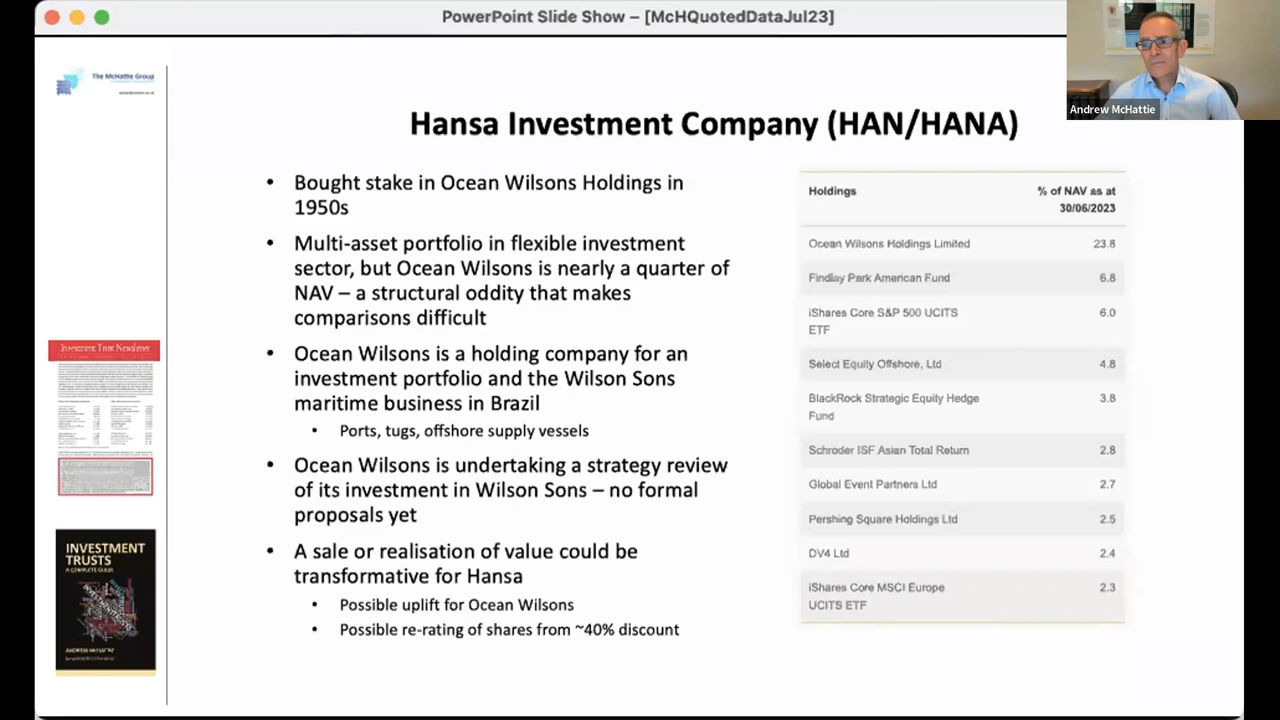 PowerPoint Slide Show – [McHQuotedDataJul23]
Andrew McHattie
The McHattie Group
Hansa Investment Company (HAN/HANA)
• Bought stake in Ocean Wilsons Holdings in
1950s
• Multi-asset portfolio in flexible investment
sector, but Ocean Wilsons is nearly a quarter of
NAV – a structural oddity that makes
comparisons difficult
• Ocean Wilsons is a holding company for an
investment portfolio and the Wilson Sons
maritime business in Brazil
• Ports, tugs, offshore supply vessels
• Ocean Wilsons is undertaking a strategy review
of its investment in Wilson Sons – no formal
proposals yet
• A sale or realisation of value could be
transformative for Hansa
• Possible uplift for Ocean Wilsons
• Possible re-rating of shares from ~40% discount
Holdings % of NAV as at
30/06/2023
Ocean Wilsons Holdings Limited 23.8
Findlay Park American Fund 6.8
iShares Core S&P 500 UCITS 6.0
ETF
Select Equity Offshore, Ltd 4.8
BlackRock Strategic Equity Hedge 3.8
Fund
Schroder ISF Asian Total Return 2.8
Global Event Partners Ltd 2.7
Pershing Square Holdings Ltd 2.5
DV4 Ltd 2.4
iShares Core MSCI Europe 2.3
UCITS ETF
Investment Trust Newsletter
INVESTMENT
TRUSTS
A COMPLETE GUIDE
ANDREW McHATTIE